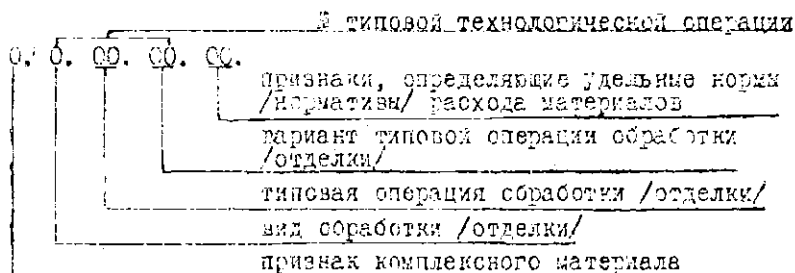 № типовой технологической операции
0. 0. 00. 00. 00.
признаки, определяющие удельные нормы
/нормативы/ расхода материалов
вариант типовой операции обработки
/отделки/
типовая операция обработки /отделки/
вид обработки /отделки/
признак комплексного материала